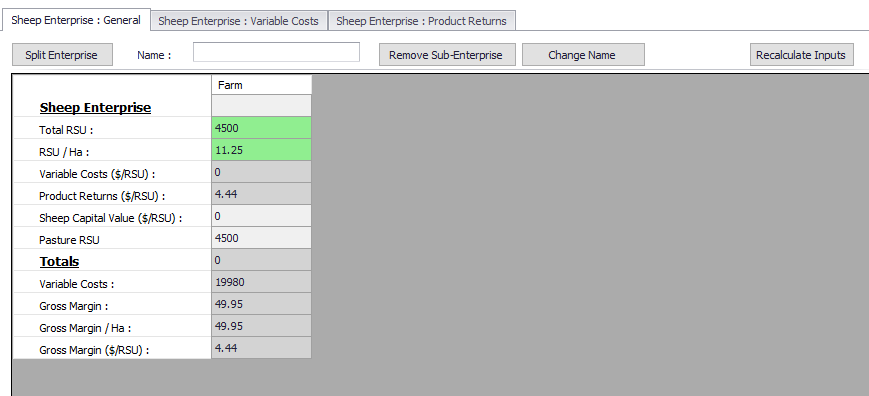 Sheep Enterprise : General Sheep Enterprise : Variable Costs Sheep Enterprise : Product Returns
Split Enterprise Name : Remove Sub-Enterprise Change Name Recalculate Inputs
Farm
Sheep Enterprise
Total RSU : 4500
RSU / Ha : 11.25
Variable Costs ($/RSU) : 0
Product Returns ($/RSU) : 4.44
Sheep Capital Value ($/RSU) : 0
Pasture RSU 4500
Totals 0
Variable Costs : 19980
Gross Margin : 49.95
Gross Margin / Ha : 49.95
Gross Margin ($/RSU) : 4.44